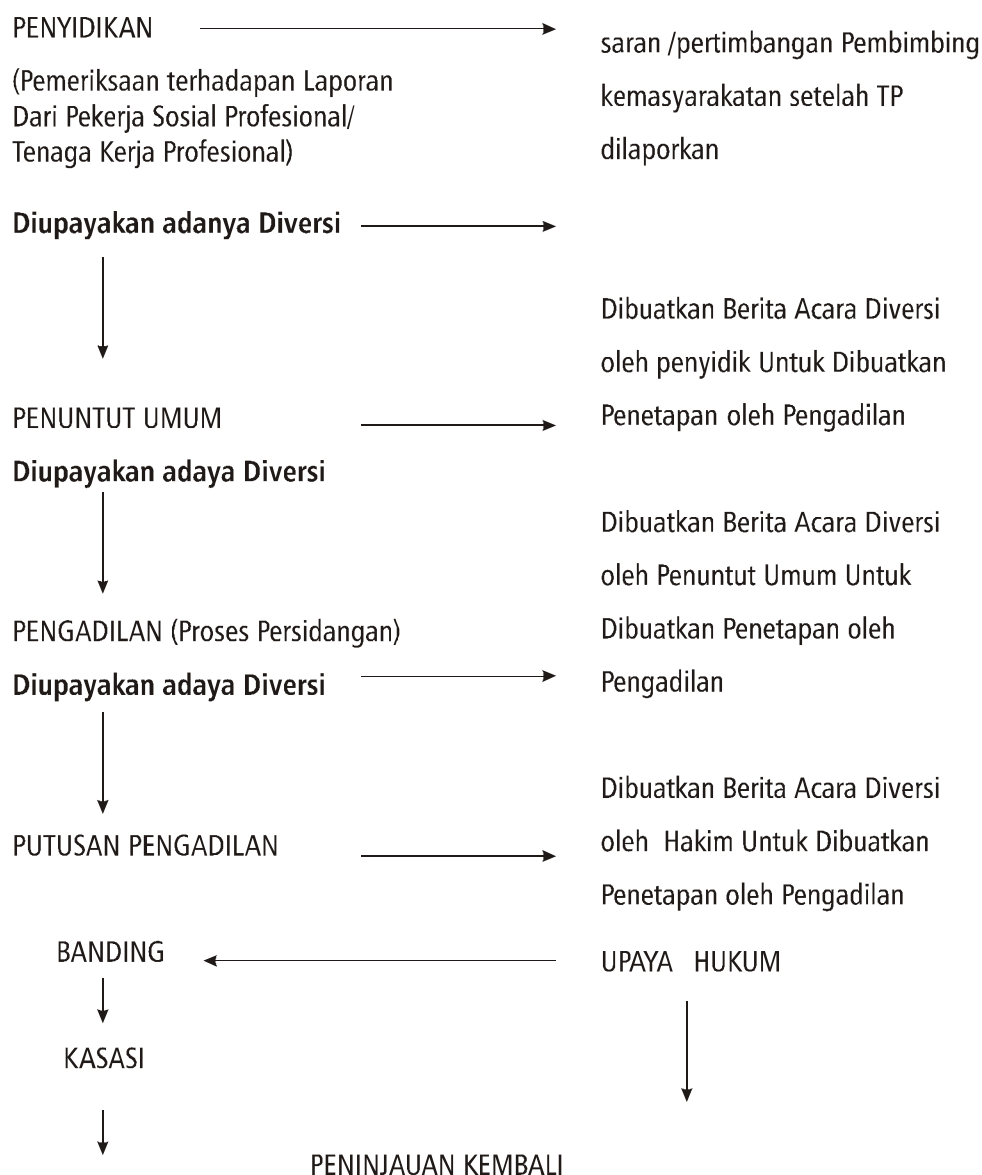 PENYIDIKAN
(Pemeriksaan terhadapan Laporan
Dari Pekerja Sosial Profesional/
Tenaga Kerja Profesional)
saran /pertimbangan Pembimbing
kemasyarakatan setelah TP
dilaporkan
Diupayakan adanya Diversi
Dibuatkan Berita Acara Diversi
oleh penyidik Untuk Dibuatkan
Penetapan oleh Pengadilan
PENUNTUT UMUM
Diupayakan adaya Diversi
Dibuatkan Berita Acara Diversi
oleh Penuntut Umum Untuk
Dibuatkan Penetapan oleh
Pengadilan
PENGADILAN (Proses Persidangan)
Diupayakan adaya Diversi
Dibuatkan Berita Acara Diversi
oleh Hakim Untuk Dibuatkan
Penetapan oleh Pengadilan
PUTUSAN PENGADILAN
UPAYA HUKUM
BANDING
KASASI
PENINJAUAN KEMBALI